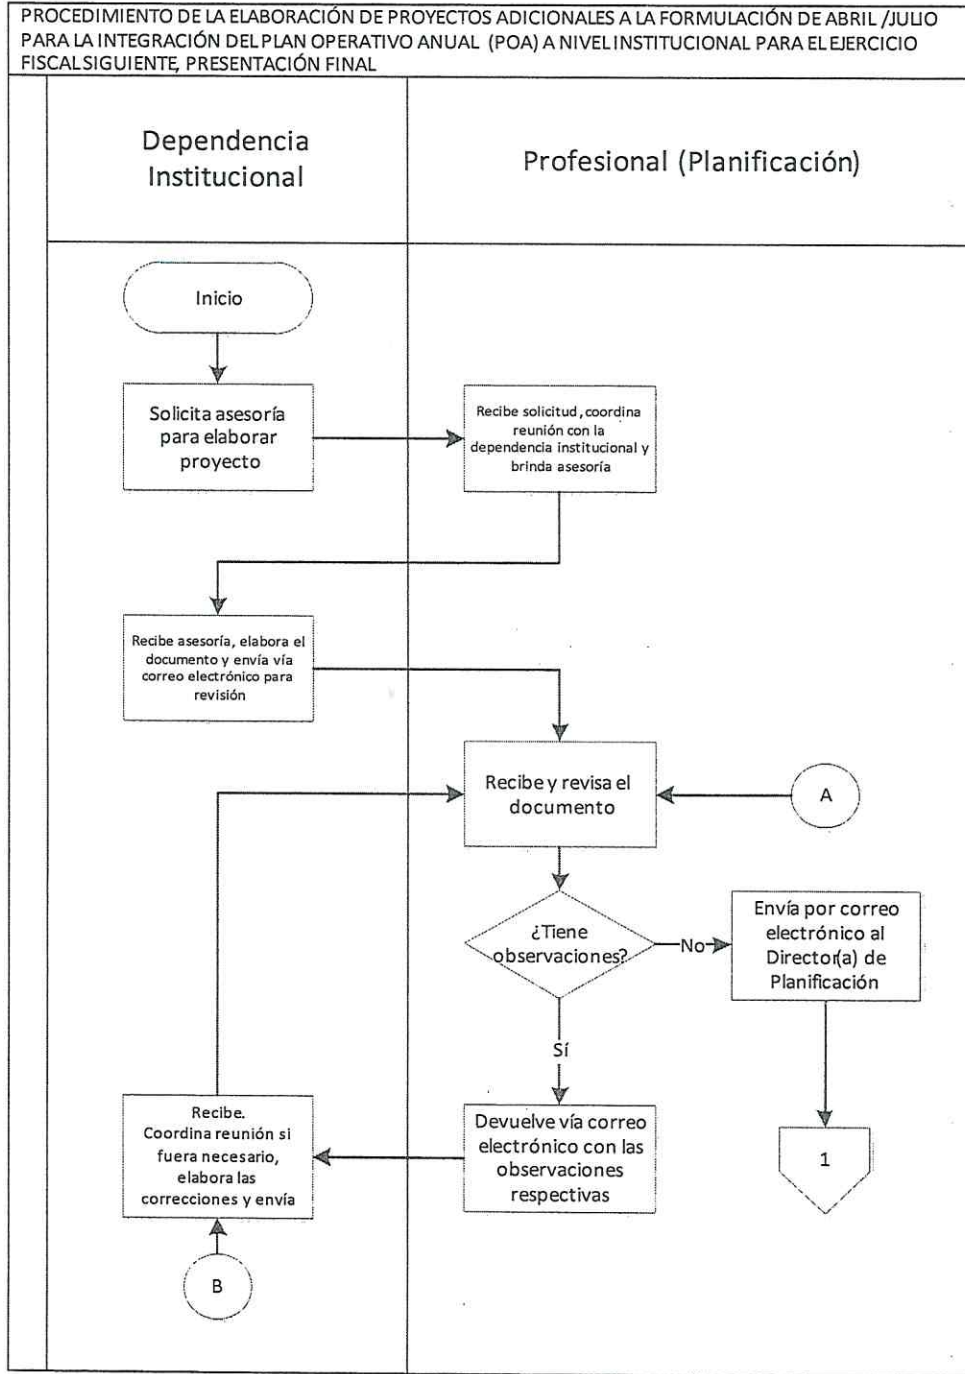 PROCEDIMIENTO DE LA ELABORACIÓN DE PROYECTOS ADICIONALES A LA FORMULACIÓN DE ABRIL /JULIO
PARA LA INTEGRACIÓN DEL PLAN OPERATIVO ANUAL (POA) A NIVEL INSTITUCIONAL PARA EL EJERCICIO
FISCAL SIGUIENTE, PRESENTACIÓN FINAL
Dependencia
Institucional
Profesional (Planificación)
Inicio
Solicita asesoría
para elaborar
proyecto
Recibe solicitud, coordina
reunión con la
dependencia institucional y
brinda asesoría
Recibe asesoría, elabora el
documento y envía vía
correo electrónico para
revisión
Recibe y revisa el
documento
A
¿Tiene
observaciones?
No
Envía por correo
electrónico al
Director(a) de
Planificación
Sí
Recibe.
Coordina reunión si
fuera necesario,
elabora las
correcciones y envía
Devuelve vía correo
electrónico con las
observaciones
respectivas
1
B